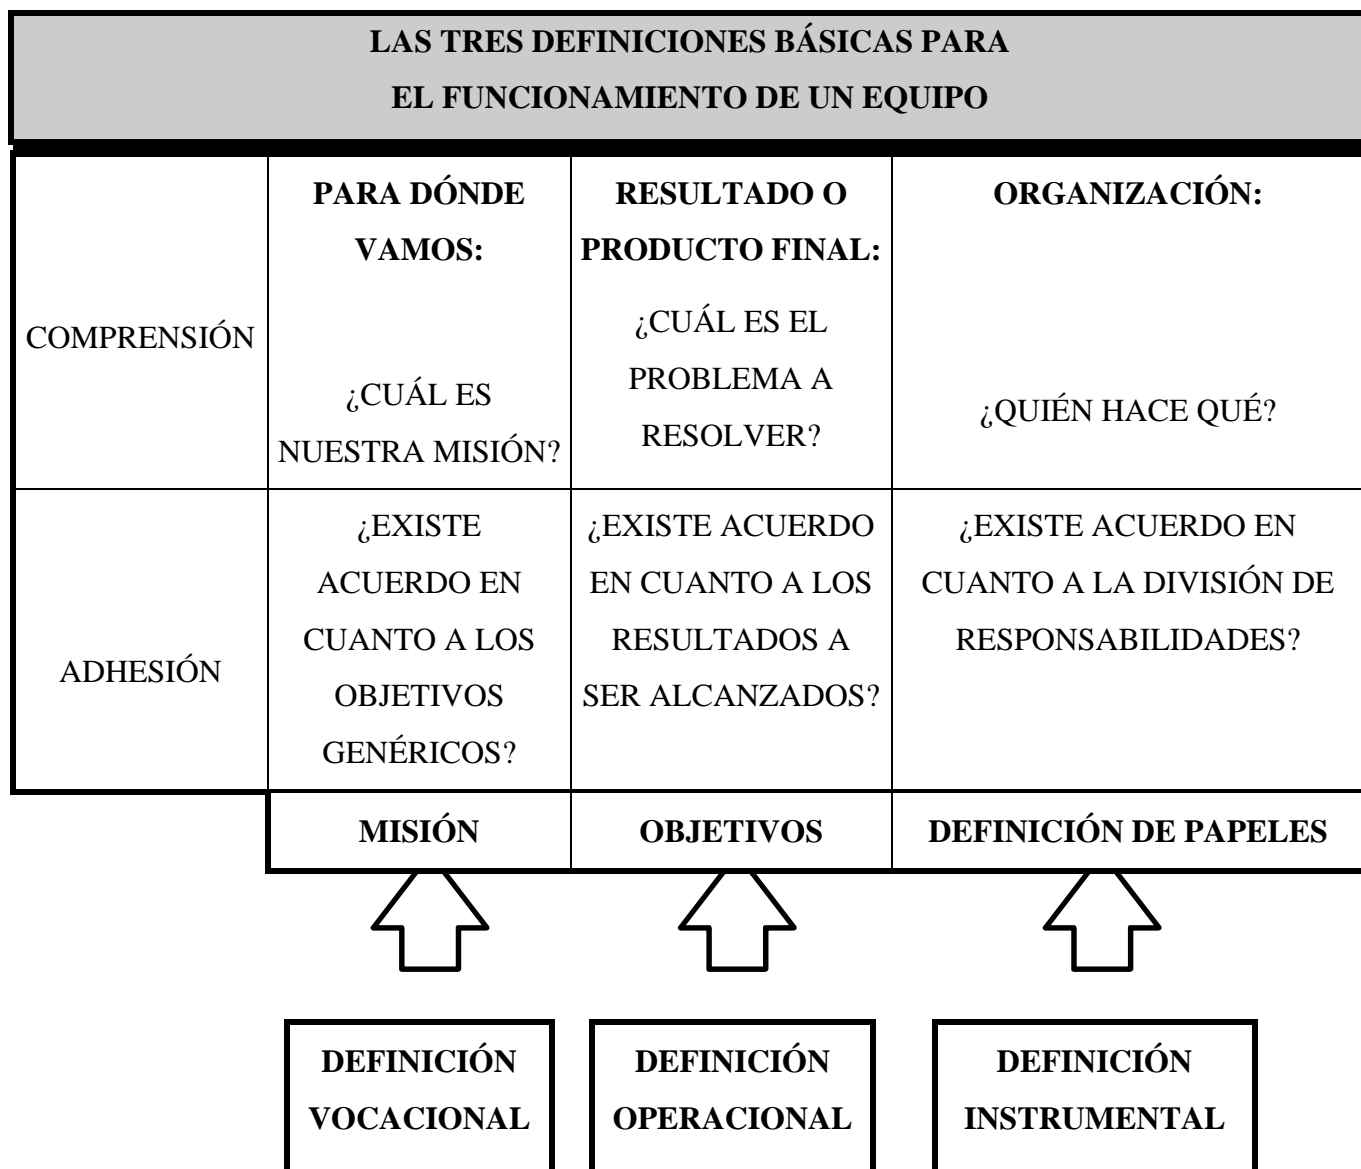 LAS TRES DEFINICIONES BÁSICAS PARA
EL FUNCIONAMIENTO DE UN EQUIPO
COMPRENSIÓN
PARA DÓNDE
VAMOS:
¿CUÁL ES
NUESTRA MISIÓN?
RESULTADO O
PRODUCTO FINAL:
¿CUÁL ES EL
PROBLEMA A
RESOLVER?
ORGANIZACIÓN:
¿QUIÉN HACE QUÉ?
ADHESIÓN
¿EXISTE
ACUERDO EN
CUANTO A LOS
OBJETIVOS
GENÉRICOS?
¿EXISTE ACUERDO
EN CUANTO A LOS
RESULTADOS A
SER ALCANZADOS?
¿EXISTE ACUERDO EN
CUANTO A LA DIVISIÓN DE
RESPONSABILIDADES?
MISIÓN
OBJETIVOS
DEFINICIÓN DE PAPELES
DEFINICIÓN
VOCACIONAL
DEFINICIÓN
OPERACIONAL
DEFINICIÓN
INSTRUMENTAL